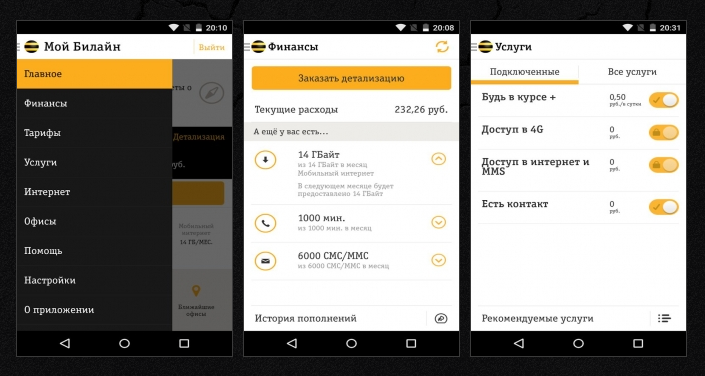 20:10
Мой Билайн
Выйти
Главное
Финансы
Тарифы
Услуги
Интернет
Офисы
Помощь
Настройки
О приложении
ты о
Детализация
руб.
Мобильный
интернет
14 ГБ/МЕС.
Ближайшие
офисы
20:08
Финансы
Заказать детализацию
Текущие расходы 232,26 руб.
А ещё у вас есть...
14 ГБайт
из 14 ГБайт в месяц
Мобильный интернет
В следующем месяце будет
предоставлено 14 ГБайт
1000 мин.
из 1000 мин. в месяц
6000 СМС/ММС
из 6000 СМС/ММС в месяц
История пополнений
20:31
Услуги
Подключенные Все услуги
Будь в курсе + 0,50
руб./в сутки
Доступ в 4G 0
руб.
Доступ в интернет и 0
MMS руб.
Есть контакт 0
руб.
Рекомендуемые услуги